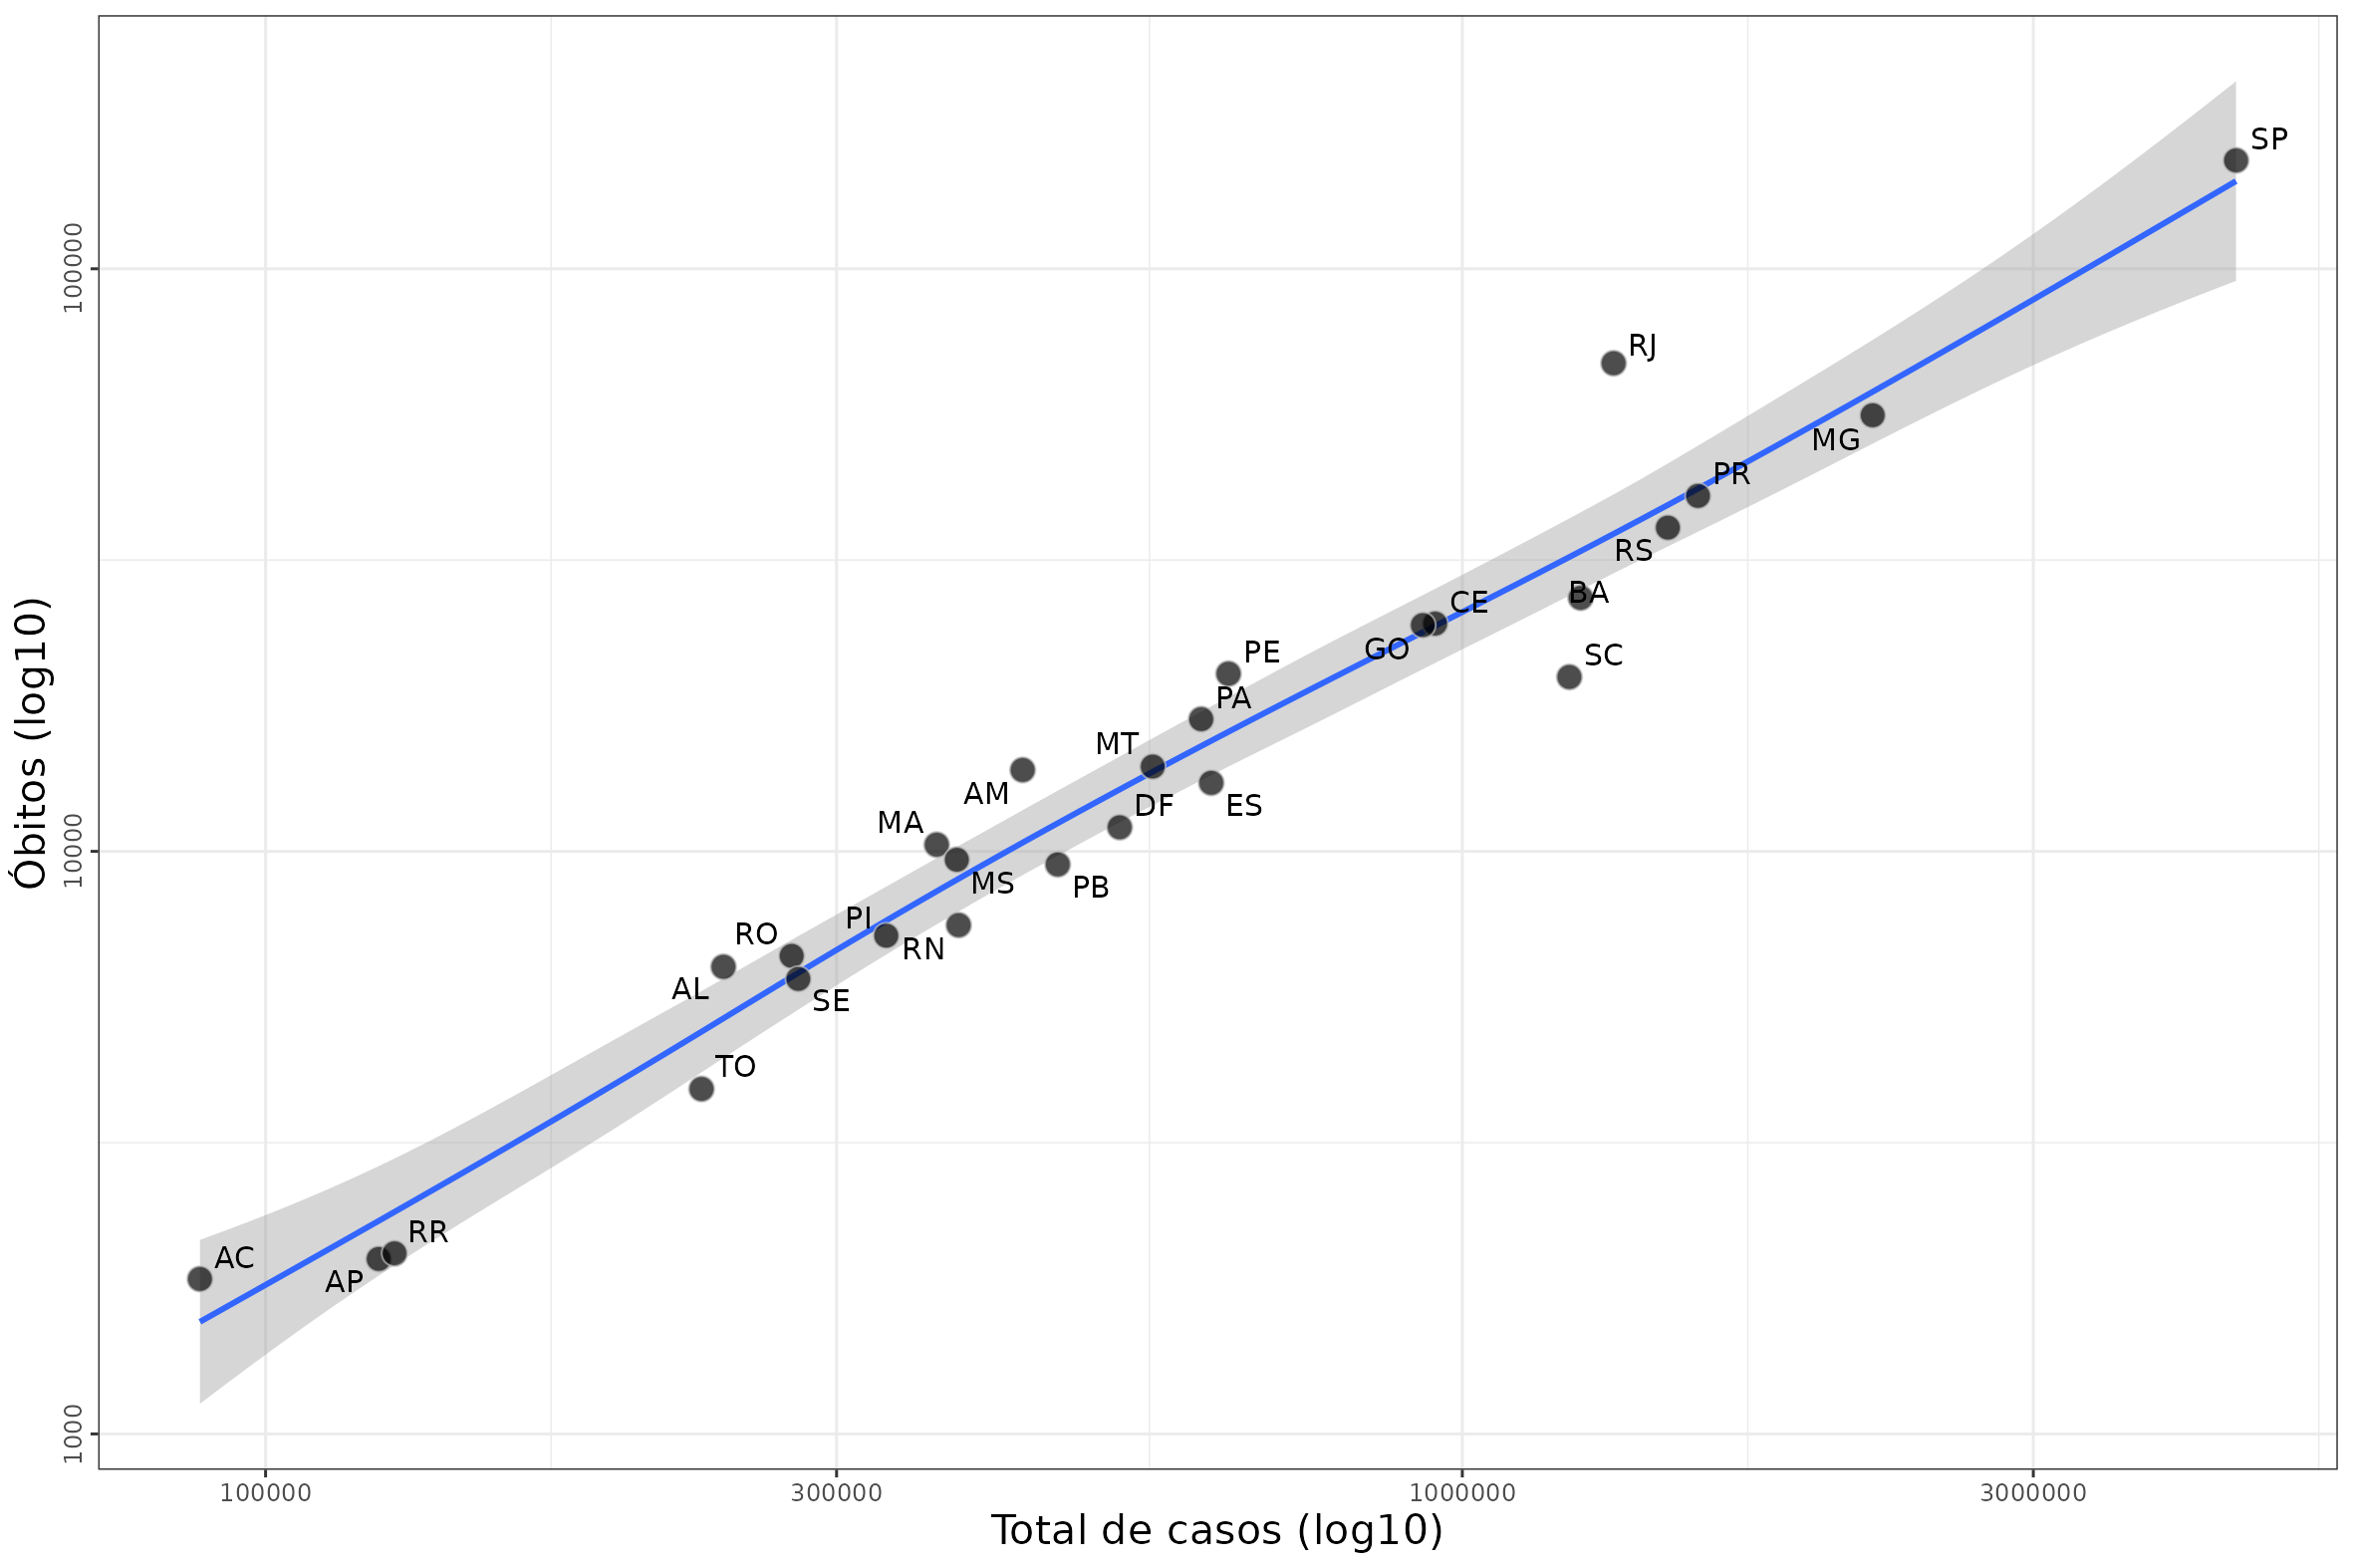 SP
100000
RJ
MG
PR
RS
BA
CE
GO
SC
PE
PA
MT
AM
DF
ES
MA
10000
MS
PB
PI
RO
RN
AL
SE
TO
RR
AC
AP
1000
Óbitos (log10)
100000 300000 1000000 3000000
Total de casos (log10)